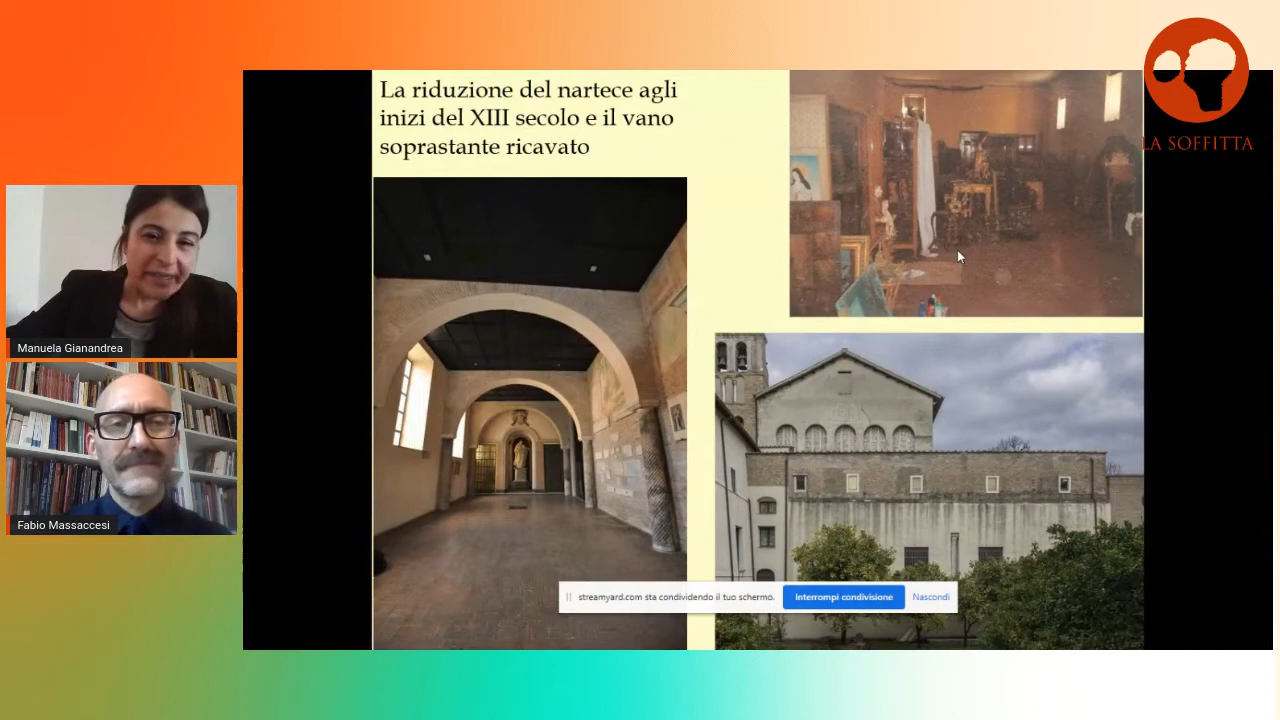 La riduzione del nartece agli
inizi del XIII secolo e il vano
soprastante ricavato
LA SOFFITTA
Manuela Gianandrea
Fabio Massaccesi
streamyard.com sta condividendo il tuo schermo.
Interrompi condivisione
Nascondi